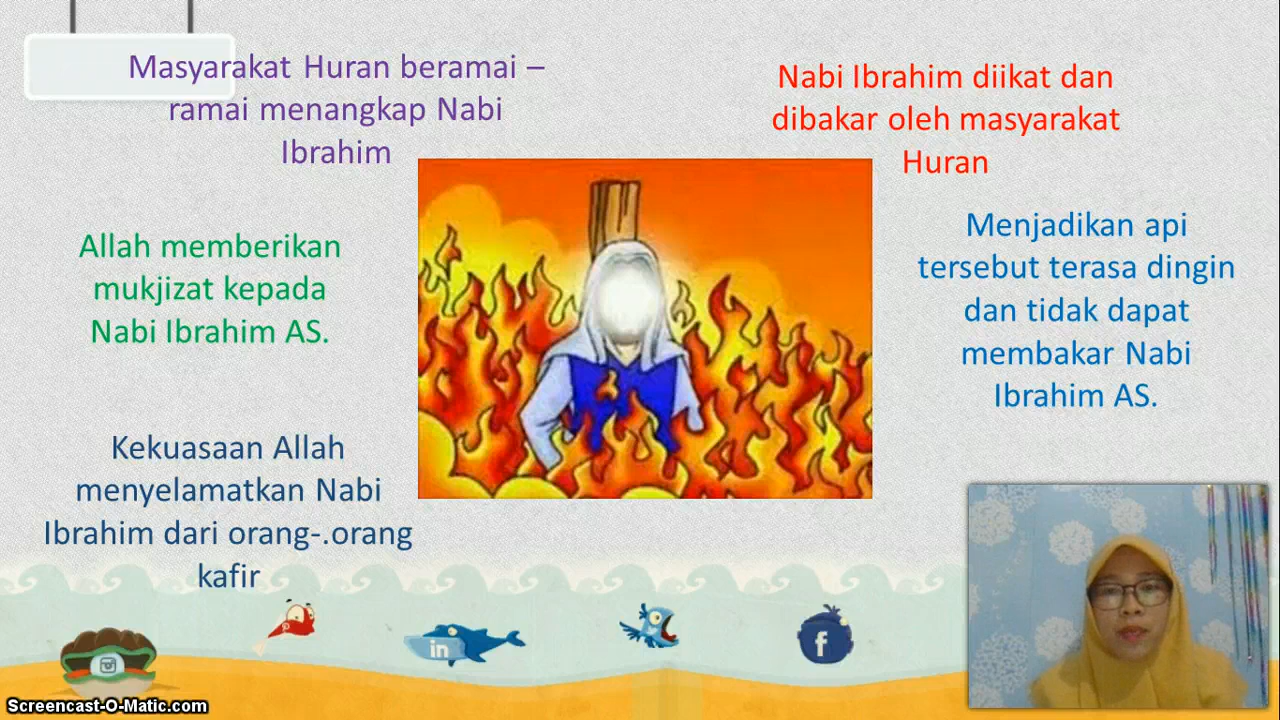 Masyarakat Huran beramai –
ramai menangkap Nabi
Ibrahim
Nabi Ibrahim diikat dan
dibakar oleh masyarakat
Huran
Allah memberikan
mukjizat kepada
Nabi Ibrahim AS.
Menjadikan api
tersebut terasa dingin
dan tidak dapat
membakar Nabi
Ibrahim AS.
Kekuasaan Allah
menyelamatkan Nabi
Ibrahim dari orang-.orang
kafir
in
f
Screencast-O-Matic.com